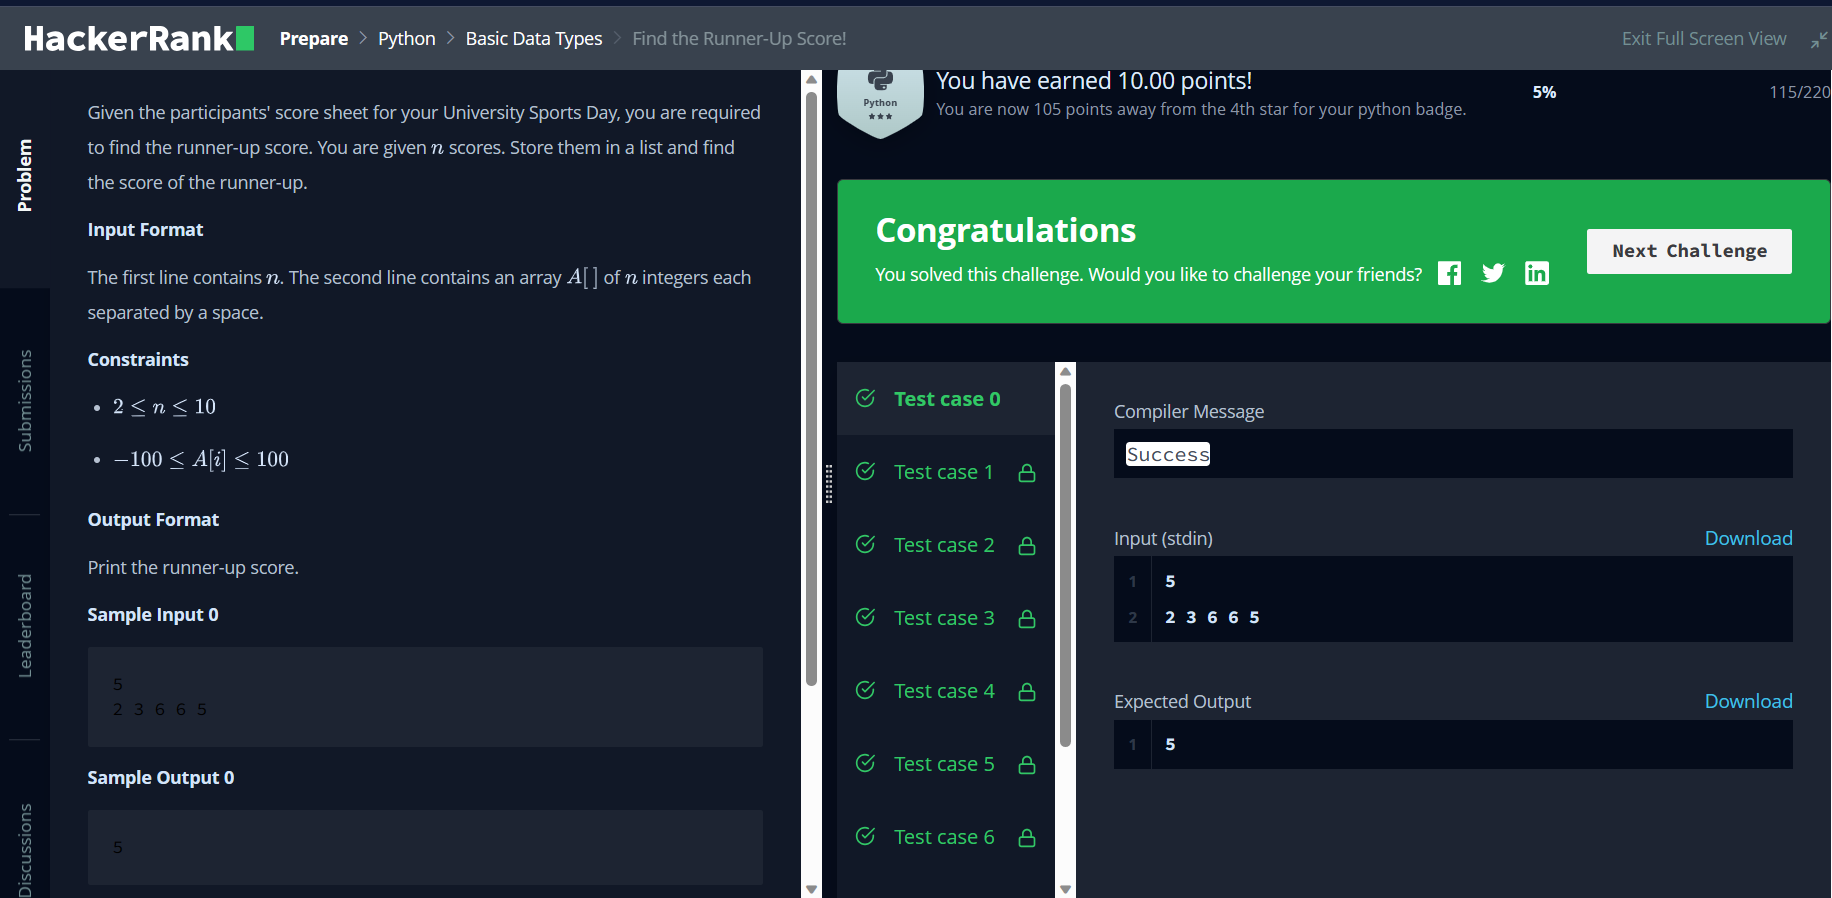 HackerRank
Prepare > Python > Basic Data Types > Find the Runner-Up Score!
Exit Full Screen View
Problem
Submissions
Leaderboard
Discussions
Given the participants' score sheet for your University Sports Day, you are required
to find the runner-up score. You are given n scores. Store them in a list and find
the score of the runner-up.
Input Format
The first line contains n. The second line contains an array A[ ] of n integers each
separated by a space.
Constraints
• 2 ≤ n ≤ 10
• −100 ≤ A[i] ≤ 100
Output Format
Print the runner-up score.
Sample Input 0
5
2 3 6 6 5
Sample Output 0
5
Python
You have earned 10.00 points!
You are now 105 points away from the 4th star for your python badge.
5%
115/220
Congratulations
You solved this challenge. Would you like to challenge your friends?
Next Challenge
Test case 0
Test case 1
Test case 2
Test case 3
Test case 4
Test case 5
Test case 6
Compiler Message
Success
Input (stdin)
Download
1 5
2 2 3 6 6 5
Expected Output
Download
1 5